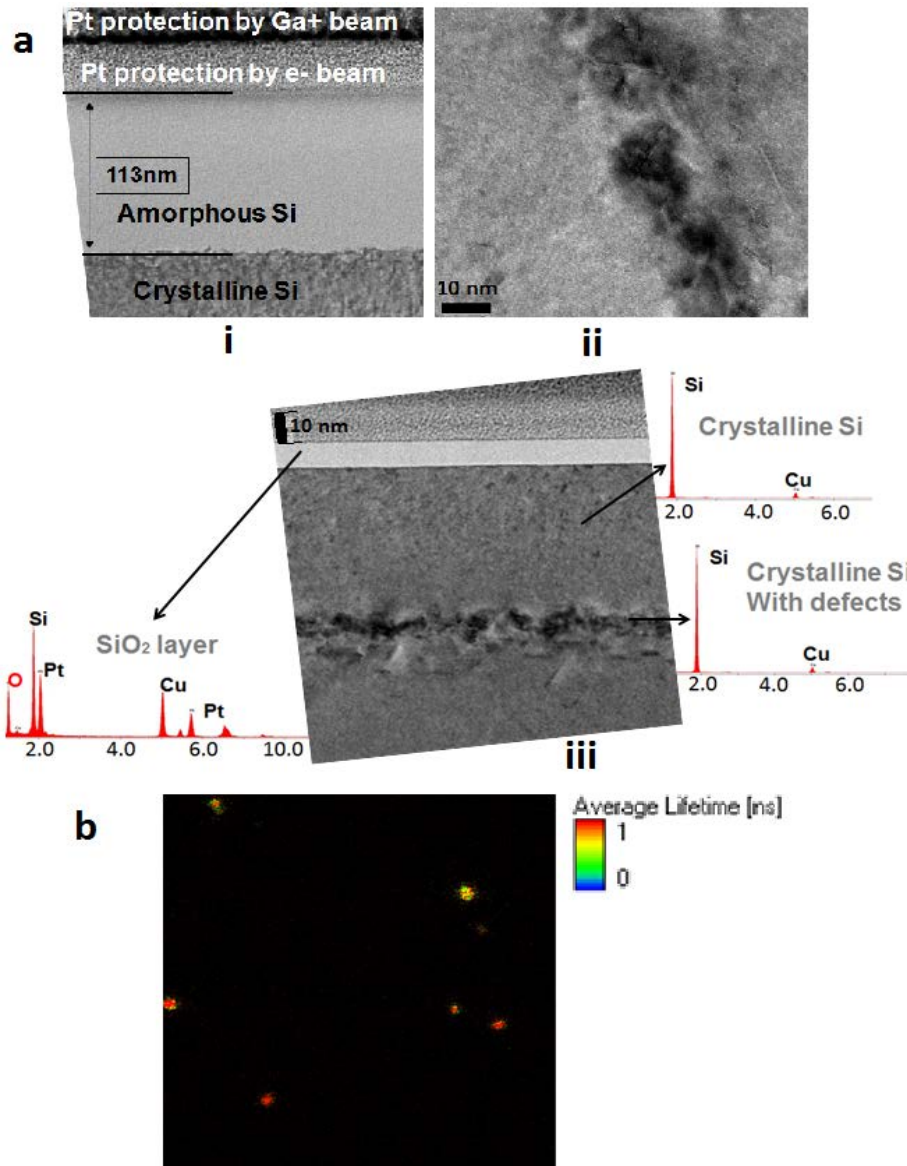 a
Pt protection by Ga+ beam
Pt protection by e- beam
113nm
Amorphous Si
Crystalline Si
i
10 nm
ii
10 nm
Si
Crystalline Si
Cu
2.0 4.0 6.0
Si
Crystalline Si
With defects
Cu
2.0 4.0 6.0
SiO₂ layer
Si
Pt
O
Cu
Pt
2.0 4.0 6.0 8.0 10.0
iii
b
Average Lifetime [ns]
1
0